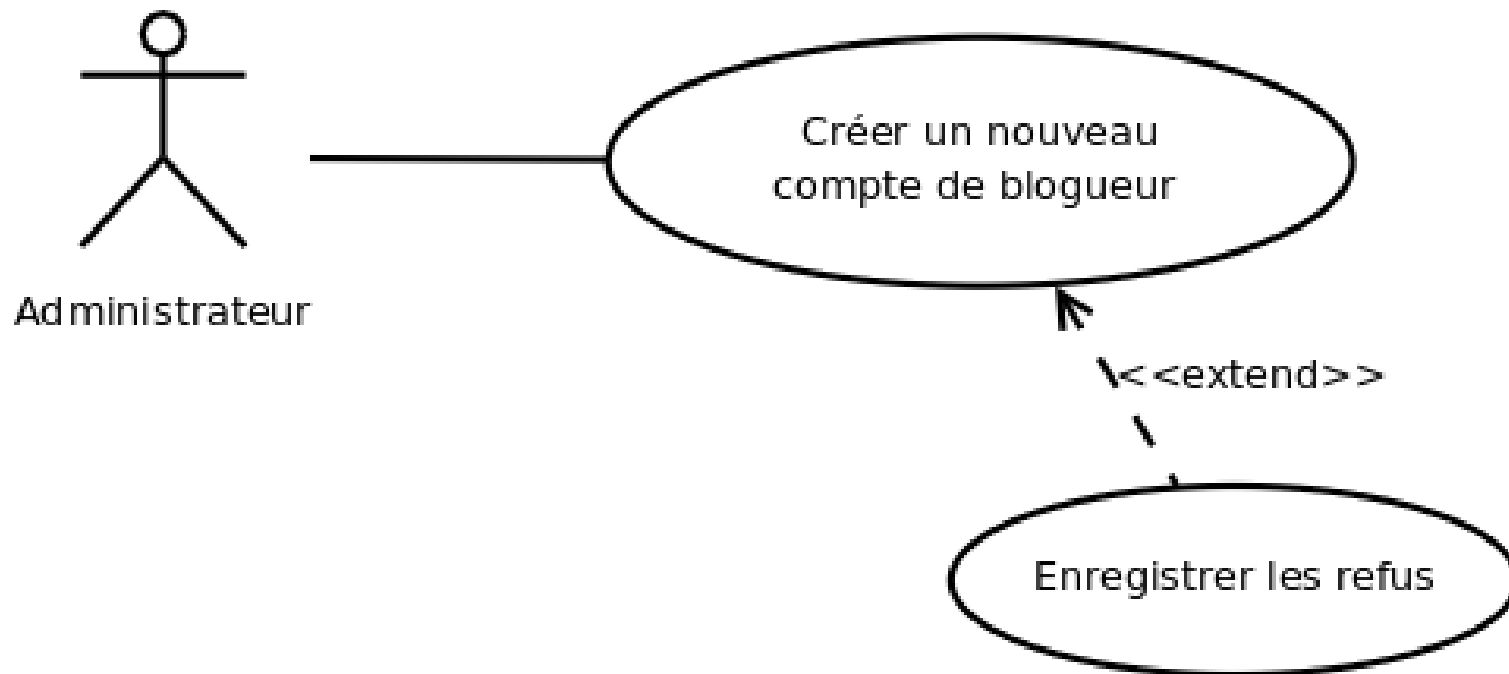 Créer un nouveau
compte de blogueur
Administrateur
<<extend>>
Enregistrer les refus